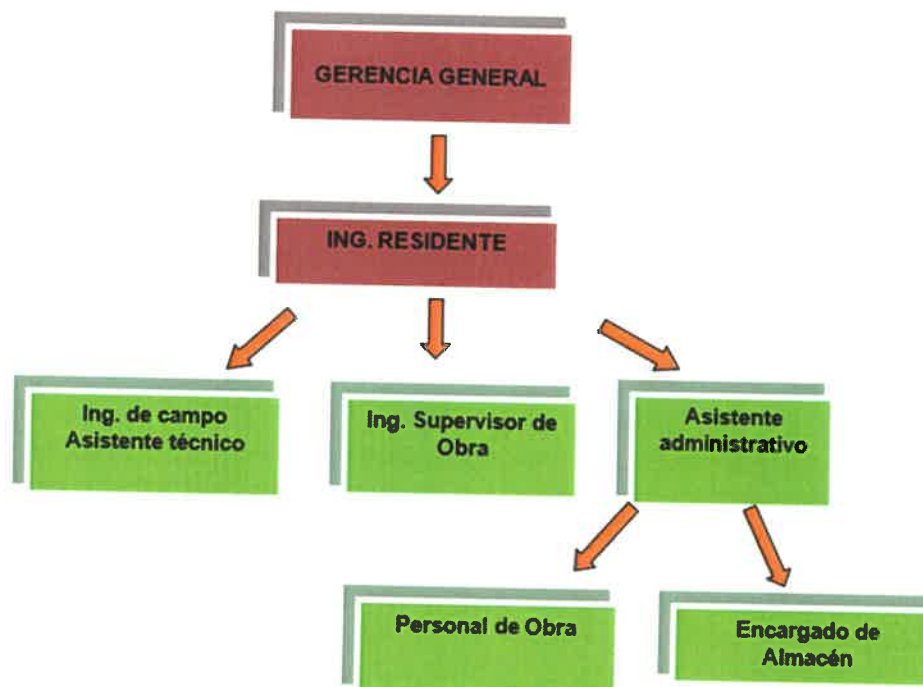 GERENCIA GENERAL
ING. RESIDENTE
Ing. de campo
Asistente técnico
Ing. Supervisor de
Obra
Asistente
administrativo
Personal de Obra
Encargado de
Almacén